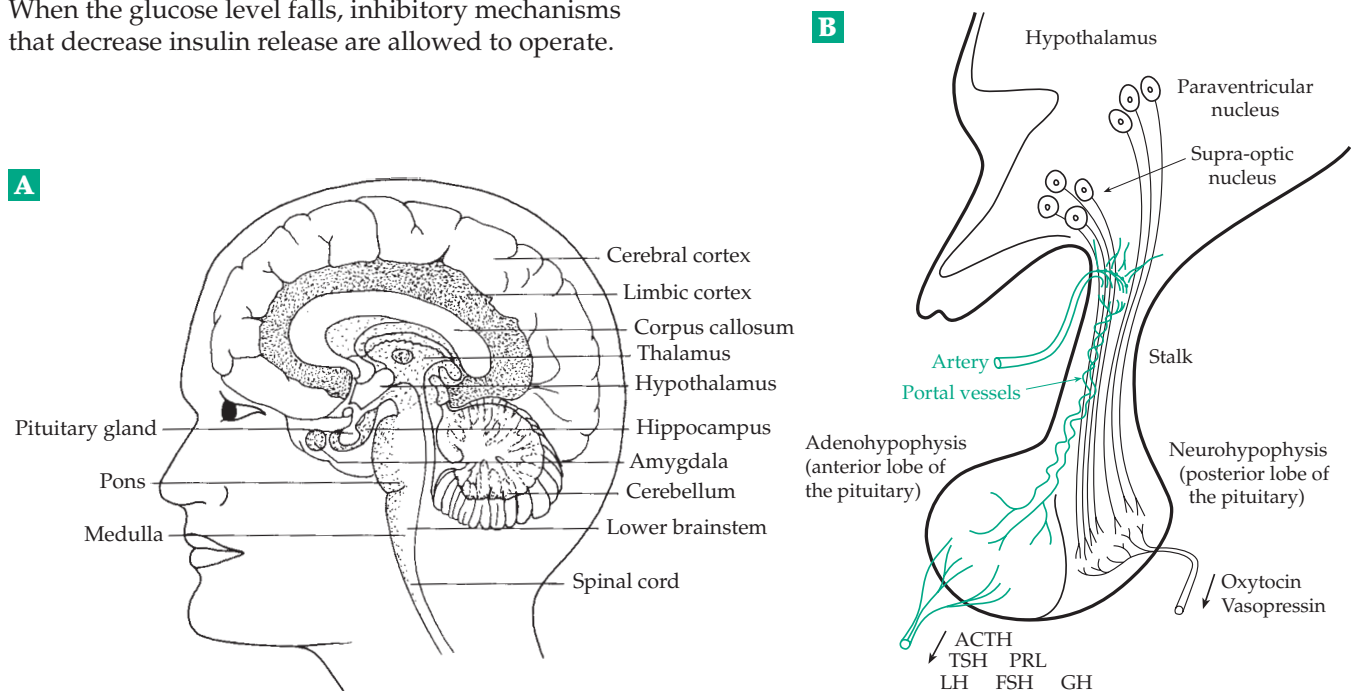 When the glucose level falls, inhibitory mechanisms
that decrease insulin release are allowed to operate.
A
Cerebral cortex
Limbic cortex
Corpus callosum
Thalamus
Hypothalamus
Pituitary gland
Hippocampus
Amygdala
Pons
Cerebellum
Medulla
Lower brainstem
Spinal cord
B
Hypothalamus
Paraventricular
nucleus
Supra-optic
nucleus
Artery
Stalk
Portal vessels
Adenohypophysis
(anterior lobe of
the pituitary)
Neurohypophysis
(posterior lobe of
the pituitary)
Oxytocin
Vasopressin
ACTH
TSH PRL
LH FSH GH